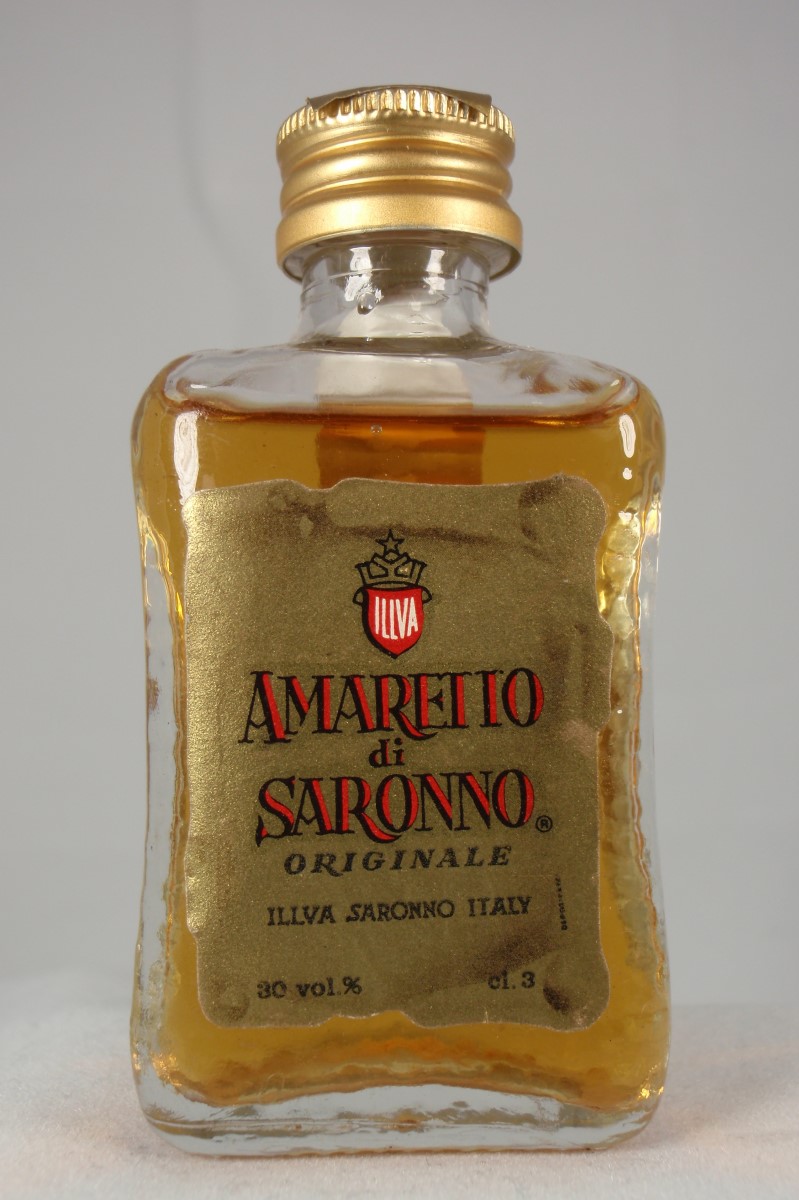 ILLVA
AMARETTO
di
SARONNO®
ORIGINALE
ILLVA SARONNO ITALY
30 vol.% cl. 3